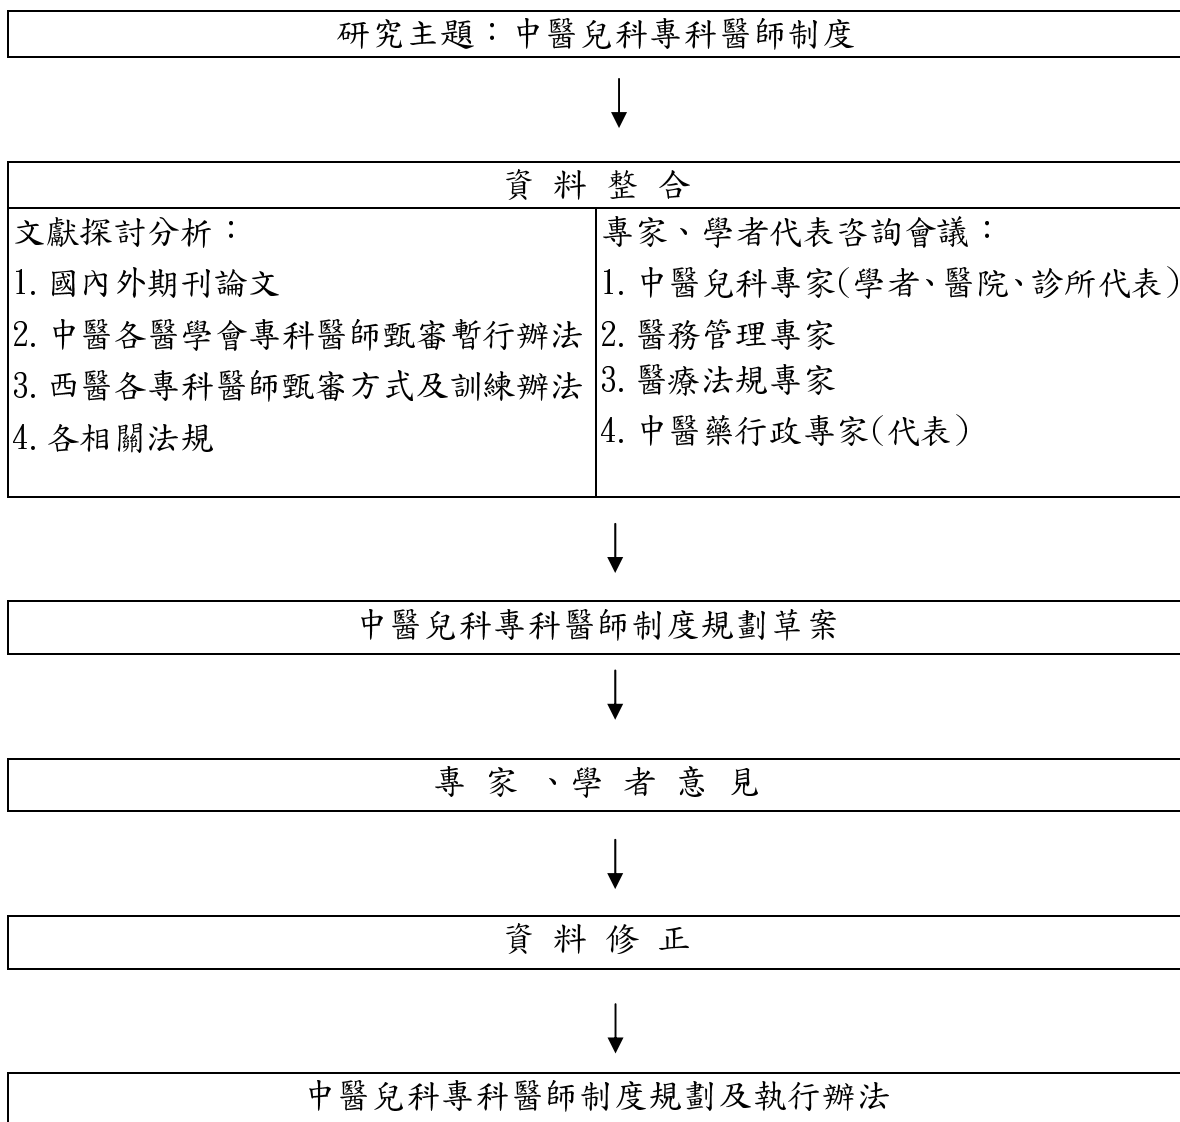 研究主題：中醫兒科專科醫師制度
資 料 整 合
文獻探討分析：
1.國內外期刊論文
2.中醫各醫學會專科醫師甄審暫行辦法
3.西醫各專科醫師甄審方式及訓練辦法
4.各相關法規
專家、學者代表咨詢會議：
1.中醫兒科專家(學者、醫院、診所代表)
2.醫務管理專家
3.醫療法規專家
4.中醫藥行政專家(代表)
中醫兒科專科醫師制度規劃草案
專 家 、學 者 意 見
資 料 修 正
中醫兒科專科醫師制度規劃及執行辦法